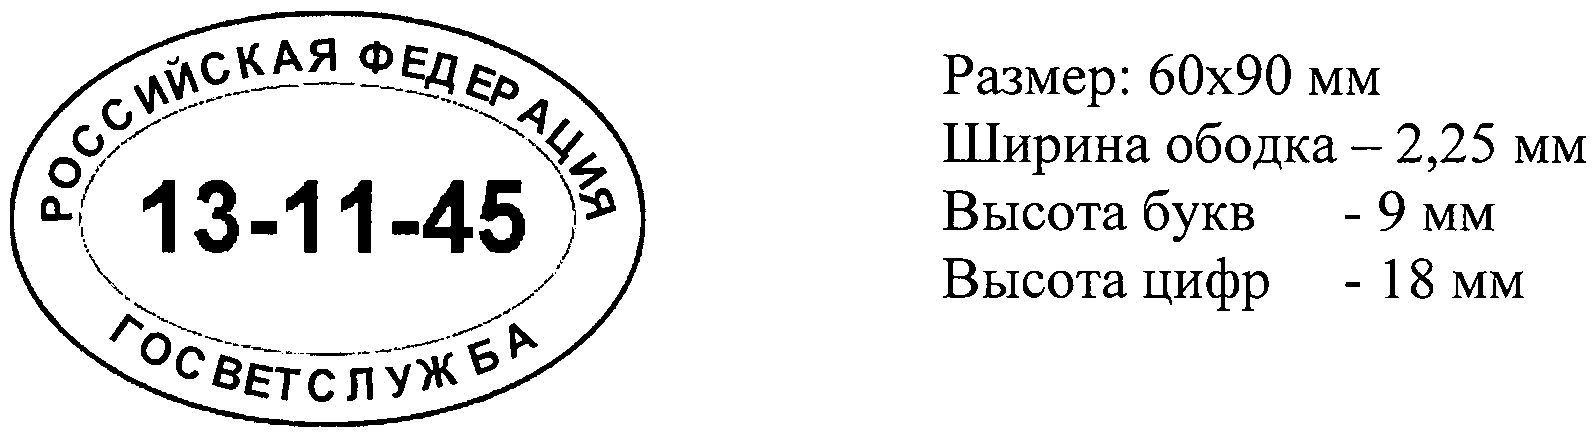 РОССИЙСКАЯ ФЕДЕРАЦИЯ
13-11-45
ГОСВЕТСЛУЖБА
Размер: 60х90 мм
Ширина ободка – 2,25 мм
Высота букв - 9 мм
Высота цифр - 18 мм